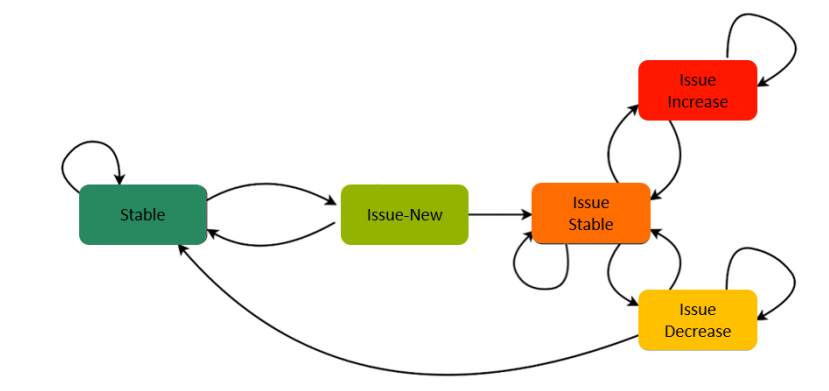 Stable
Issue-New
Issue
Stable
Issue
Increase
Issue
Decrease